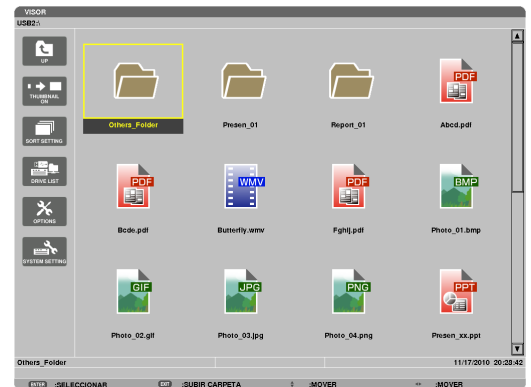 VISOR
USB2:\
UP
THUMBNAIL
ON
SORT SETTING
DRIVE LIST
OPTIONS
SYSTEM SETTING
Others_Folder
Presen_01
Report_01
PDF
Abcd.pdf
PDF
Bcde.pdf
WMV
Butterfly.wmv
PDF
Fghij.pdf
BMP
Photo_01.bmp
GIF
Photo_02.gif
JPG
Photo_03.jpg
PNG
Photo_04.png
PPT
Presen_xx.ppt
Others_Folder
11/17/2010 20:28:42
ENTER :SELECCIONAR EXIT :SUBIR CARPETA :MOVER :MOVER